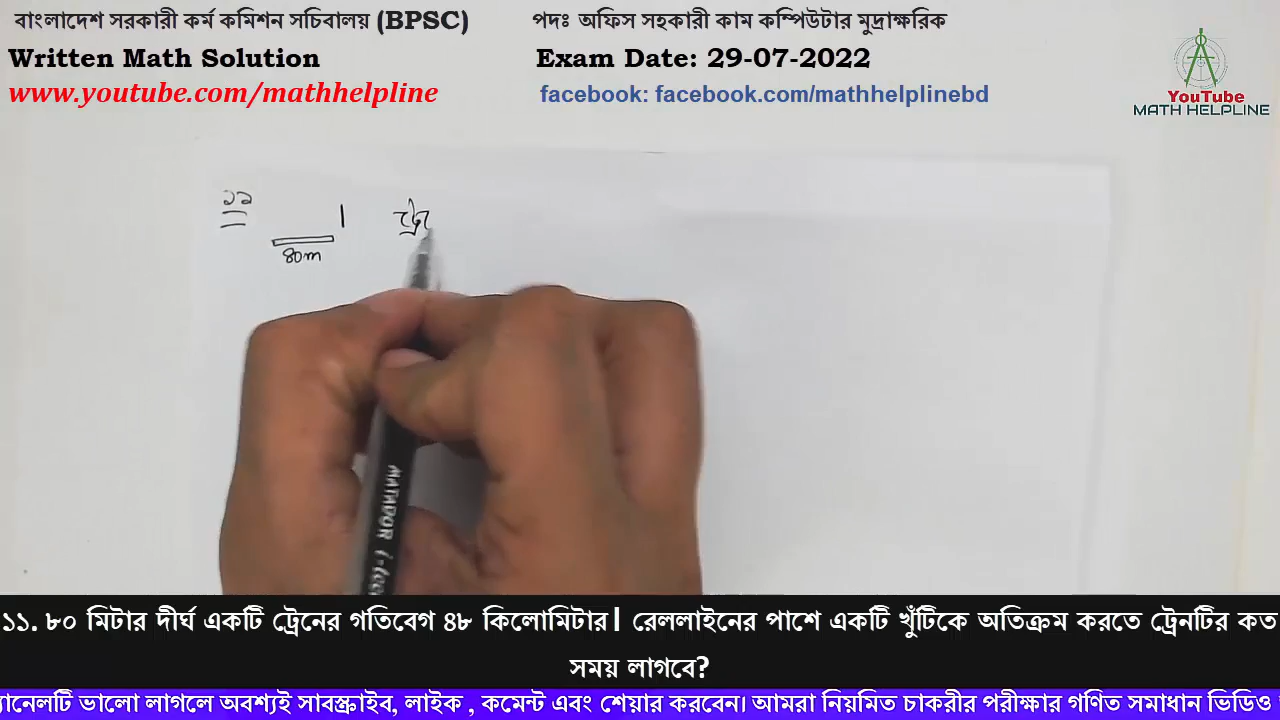 বাংলাদেশ সরকারী কর্ম কমিশন সচিবালয় (BPSC)
পদঃ অফিস সহকারী কাম কম্পিউটার মুদ্রাক্ষরিক
Written Math Solution
Exam Date: 29-07-2022
www.youtube.com/mathhelpline
facebook: facebook.com/mathhelplinebd
YouTube
MATH HELPLINE
১১
80m
ট্রে
MATADOR i-
১১. ৮০ মিটার দীর্ঘ একটি ট্রেনের গতিবেগ ৪৮ কিলোমিটার| রেললাইনের পাশে একটি খুঁটিকে অতিক্রম করতে ট্রেনটির কত
সময় লাগবে?
ভালো লাগলে অবশ্যই সাবস্ক্রাইব, লাইক , কমেন্ট এবং শেয়ার করবেন। আমরা নিয়মিত চাকরীর পরীক্ষার গণিত সমাধান ভিডিও